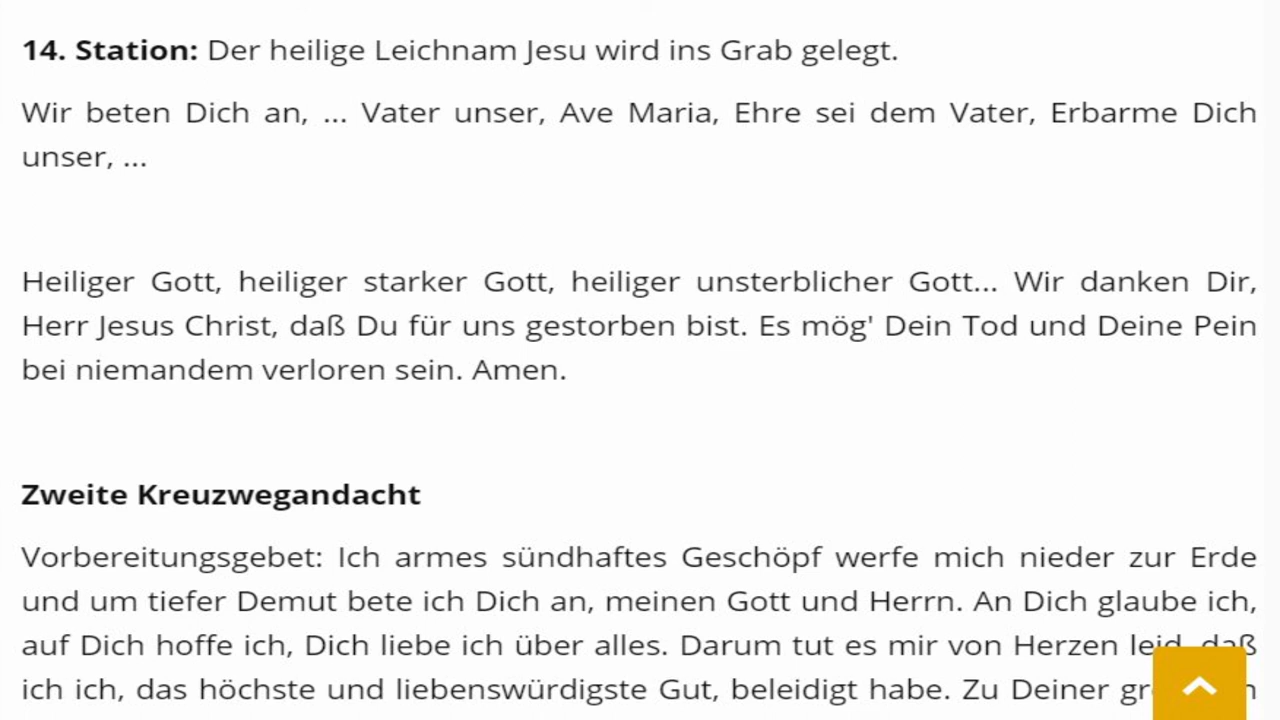 14. Station: Der heilige Leichnam Jesu wird ins Grab gelegt.
Wir beten Dich an, ... Vater unser, Ave Maria, Ehre sei dem Vater, Erbarme Dich
unser, ...
Heiliger Gott, heiliger starker Gott, heiliger unsterblicher Gott... Wir danken Dir,
Herr Jesus Christ, daß Du für uns gestorben bist. Es mög' Dein Tod und Deine Pein
bei niemandem verloren sein. Amen.
Zweite Kreuzwegandacht
Vorbereitungsgebet: Ich armes sündhaftes Geschöpf werfe mich nieder zur Erde
und um tiefer Demut bete ich Dich an, meinen Gott und Herrn. An Dich glaube ich,
auf Dich hoffe ich, Dich liebe ich über alles. Darum tut es mir von Herzen leid, daß
ich ich, das höchste und liebenswürdigste Gut, beleidigt habe. Zu Deiner